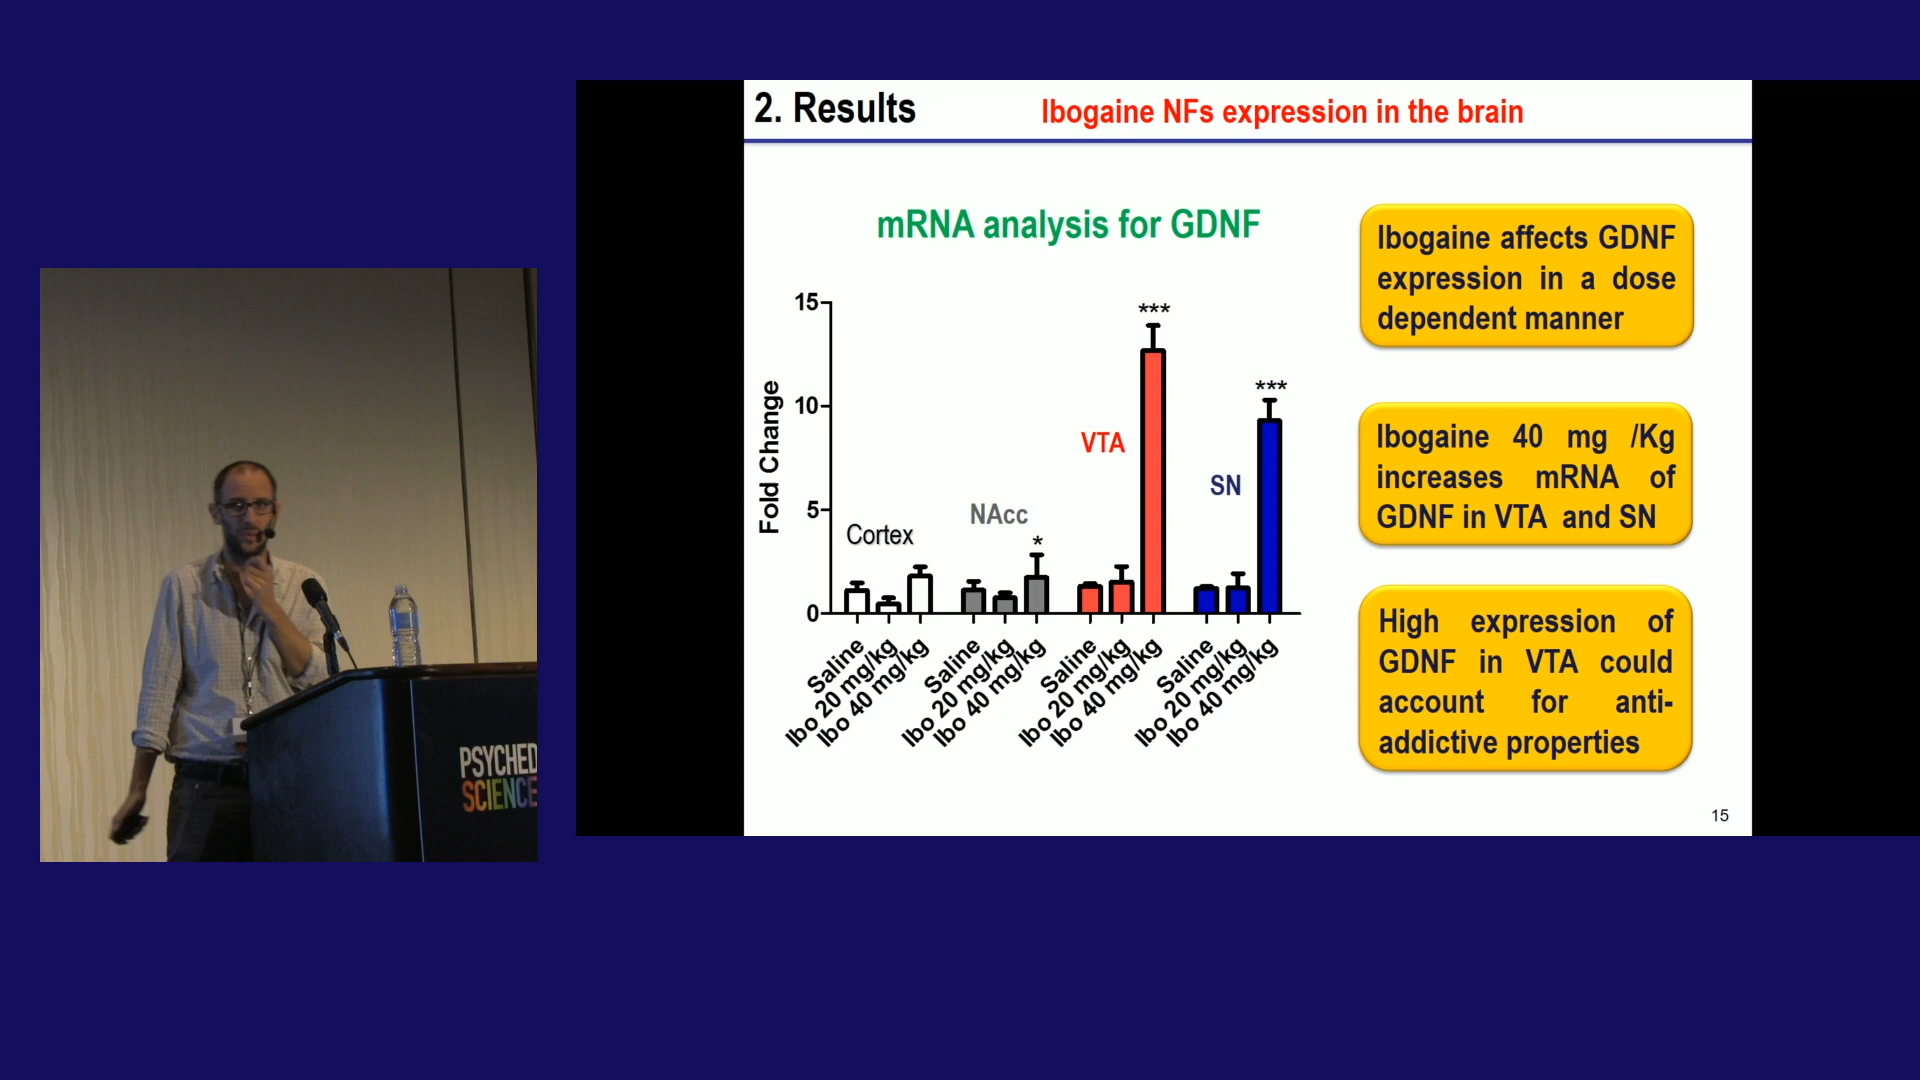 2. Results
Ibogaine NFs expression in the brain
mRNA analysis for GDNF
15
10
5
0
Fold Change
Cortex
NAcc
*
VTA
***
SN
***
Saline
Ibo 20 mg/kg
Ibo 40 mg/kg
Saline
Ibo 20 mg/kg
Ibo 40 mg/kg
Saline
Ibo 20 mg/kg
Ibo 40 mg/kg
Saline
Ibo 20 mg/kg
Ibo 40 mg/kg
Ibogaine affects GDNF
expression in a dose
dependent manner
Ibogaine 40 mg /Kg
increases mRNA of
GDNF in VTA and SN
High expression of
GDNF in VTA could
account for anti-
addictive properties
15
PSYCHED
SCIENCE